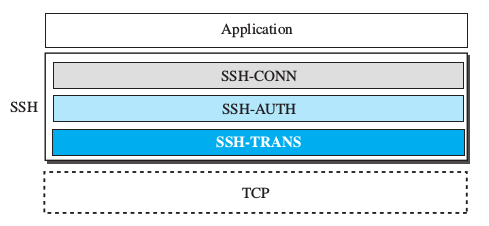 Application
SSH-CONN
SSH
SSH-AUTH
SSH-TRANS
TCP